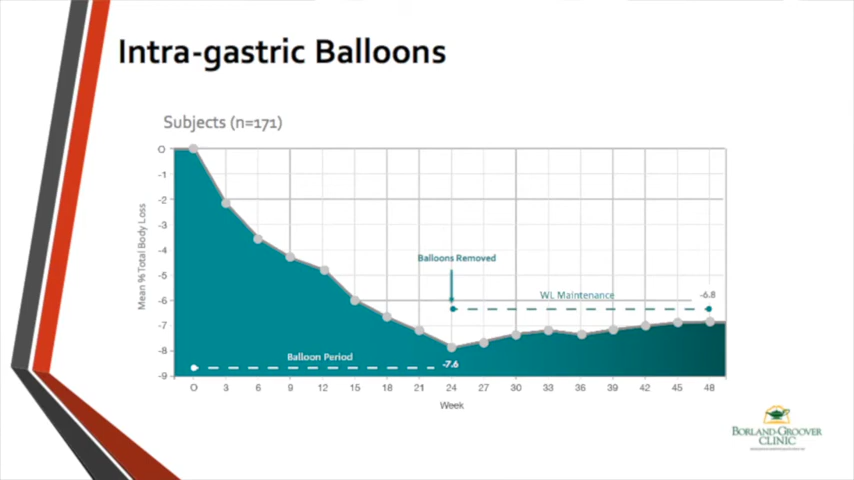 Intra-gastric Balloons
Subjects (n=171)
Mean % Total Body Loss
0
-1
-2
-3
-4
-5
-6
-7
-8
-9
Balloons Removed
WL Maintenance
-6.8
Balloon Period
-7.6
0 3 6 9 12 15 18 21 24 27 30 33 36 39 42 45 48
Week
BORLAND-GROOVER
CLINIC